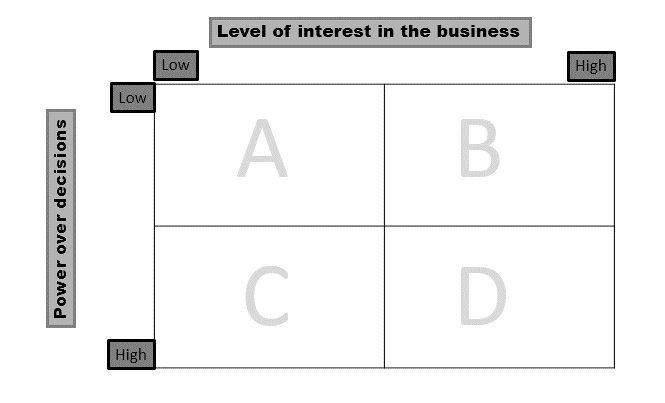 Level of interest in the business
Low
High
Low
Power over decisions
A
B
C
D
High